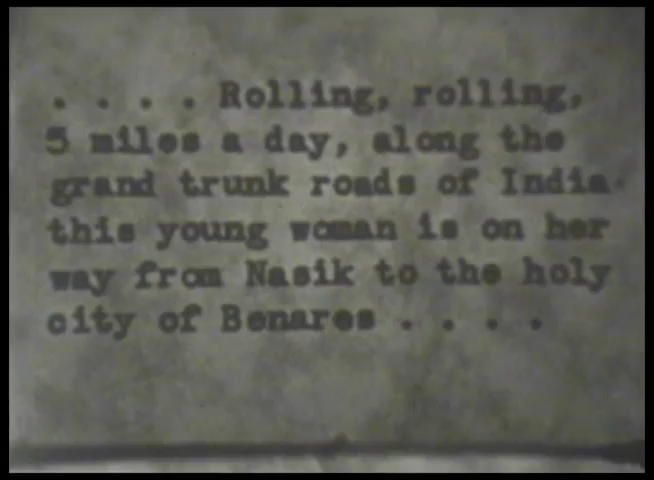 . . . . Rolling, rolling,
5 miles a day, along the
grand trunk roads of India-
this young woman is on her
way from Nasik to the holy
city of Benares . . . .